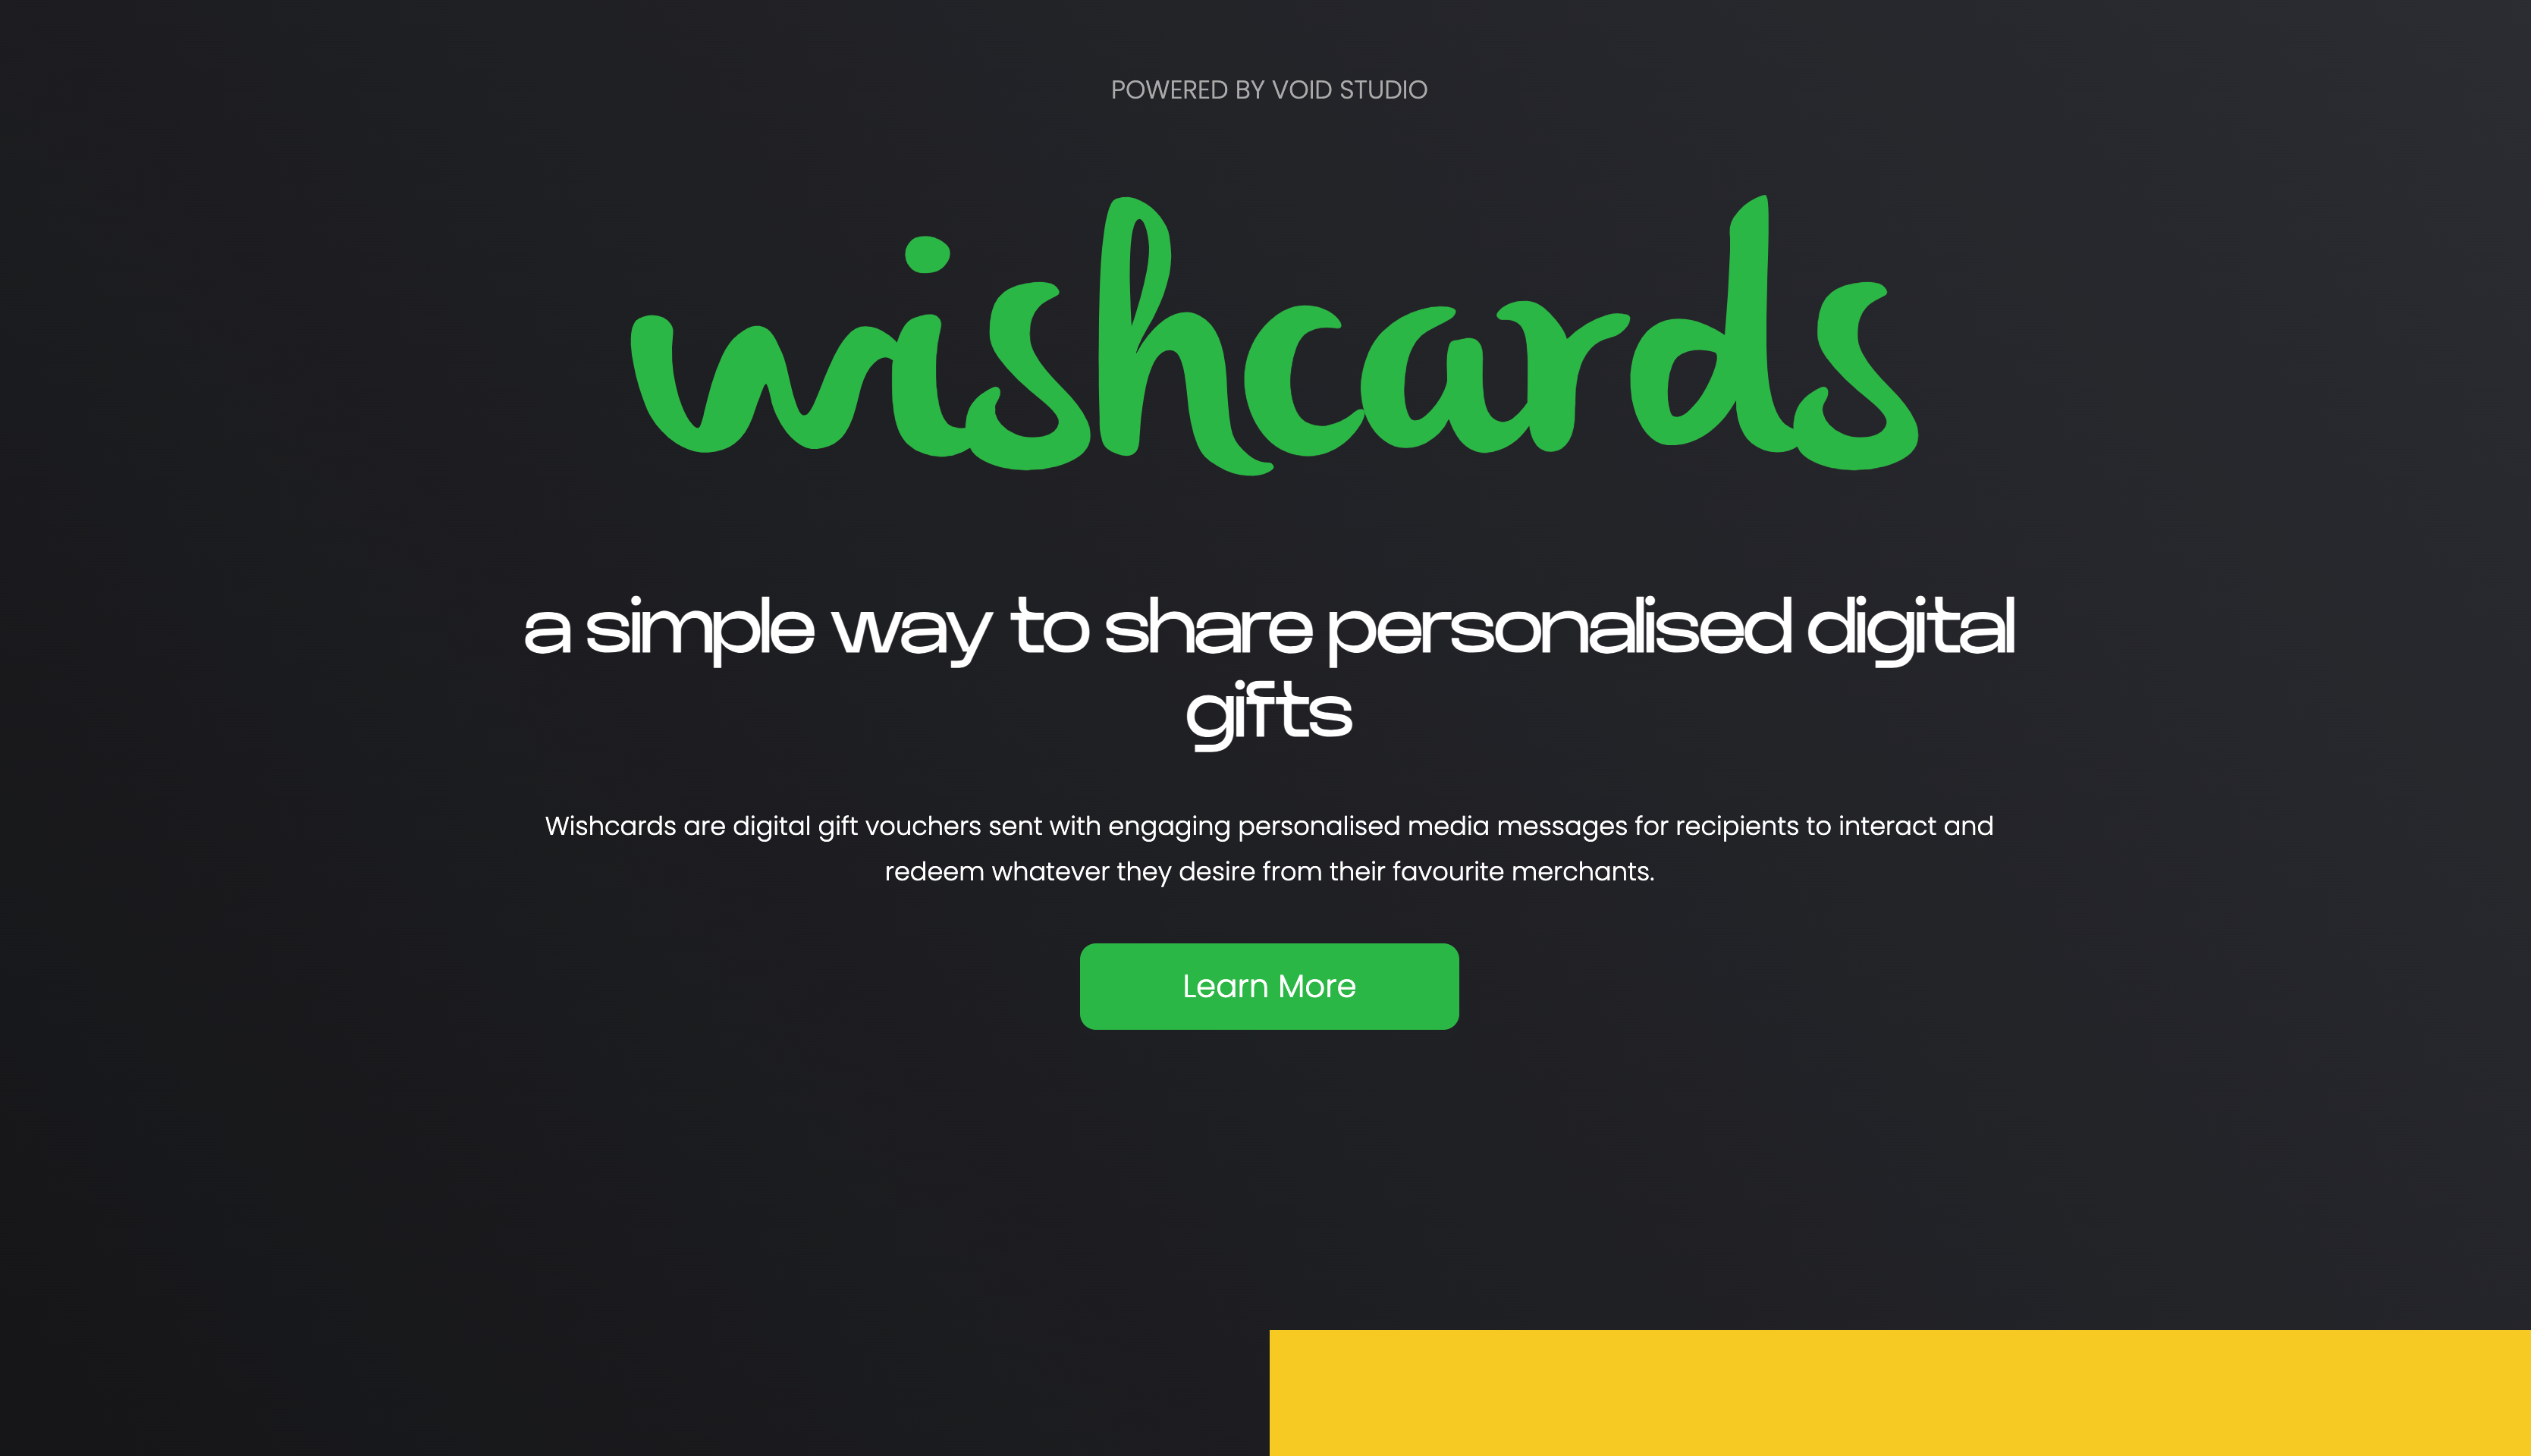 POWERED BY VOID STUDIO
wishcards
a simple way to share personalised digital
gifts
Wishcards are digital gift vouchers sent with engaging personalised media messages for recipients to interact and
redeem whatever they desire from their favourite merchants.
Learn More